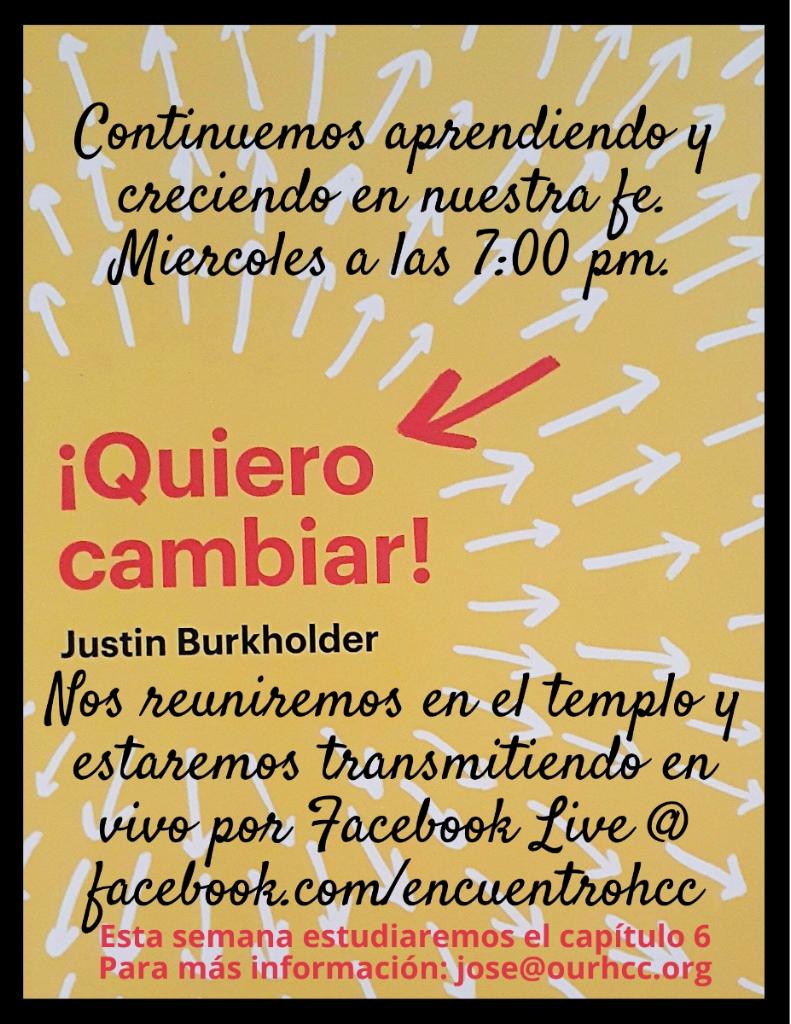 Continuemos aprendiendo y
creciendo en nuestra fe.
Miercoles a las 7:00 pm.
¡Quiero
cambiar!
Justin Burkholder
Nos reuniremos en el templo y
estaremos transmitiendo en
vivo por Facebook Live @
facebook.com/encuentrohcc
Esta semana estudiaremos el capítulo 6
Para más información: jose@ourhcc.org